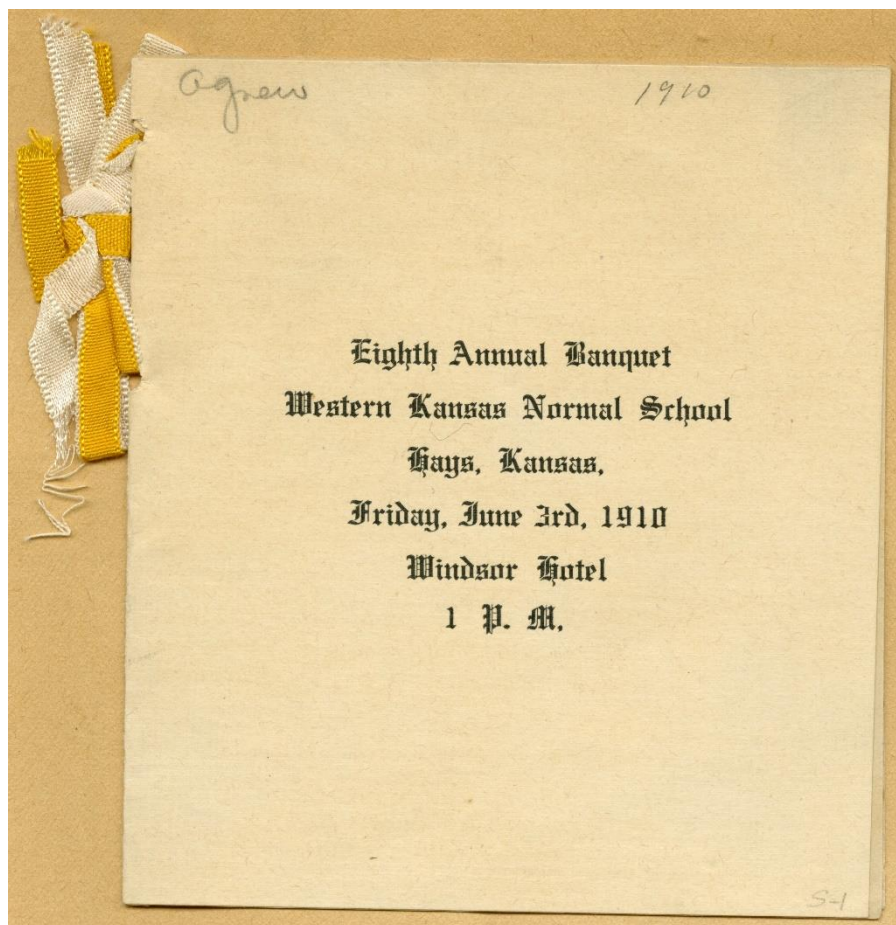 Agnew 1910
Eighth Annual Banquet
Western Kansas Normal School
Hays, Kansas,
Friday, June 3rd, 1910
Windsor Hotel
1 P. M.
S-1